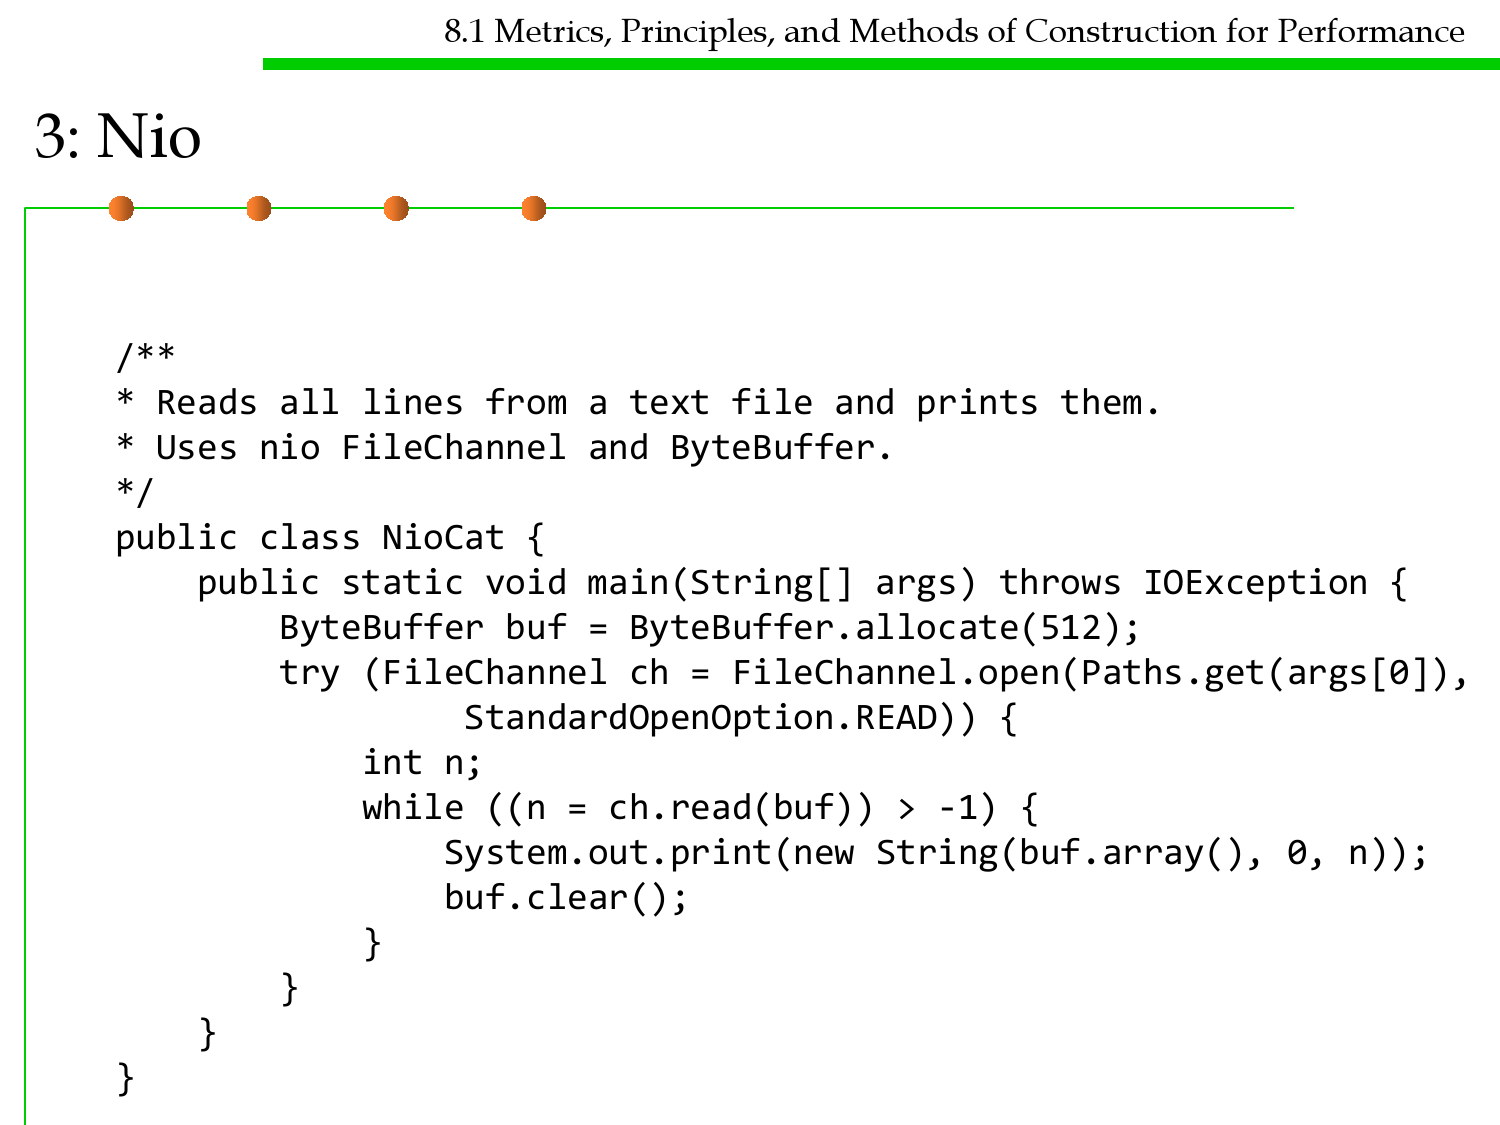 8.1 Metrics, Principles, and Methods of Construction for Performance
3: Nio
/**
* Reads all lines from a text file and prints them.
* Uses nio FileChannel and ByteBuffer.
*/
public class NioCat {
    public static void main(String[] args) throws IOException {
        ByteBuffer buf = ByteBuffer.allocate(512);
        try (FileChannel ch = FileChannel.open(Paths.get(args[0]),
                 StandardOpenOption.READ)) {
            int n;
            while ((n = ch.read(buf)) > -1) {
                System.out.print(new String(buf.array(), 0, n));
                buf.clear();
            }
        }
    }
}